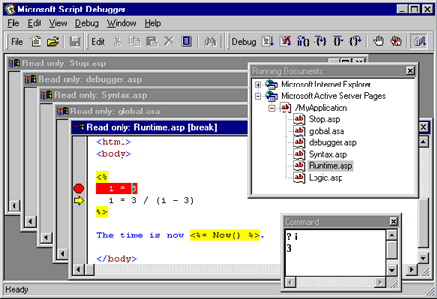 Microsoft Script Debugger
File View Debug Window Help
File Edit Debug
Read only: Stop.asp
Read only: debugger.asp
Read only: Syntax.asp
Read only: global.asa
Read only: Runtime.asp [break]
<html>
<body>
<%
i = 3
i = 3 / (i - 3)
%>
The time is now <%= Now() %>.
</body>
Running Documents
Microsoft Internet Explorer
Microsoft Active Server Pages
/MyApplication
Stop.asp
gobal.asa
debugger.asp
Syntax.asp
Runtime.asp
Logic.asp
Command
? i
3
Ready